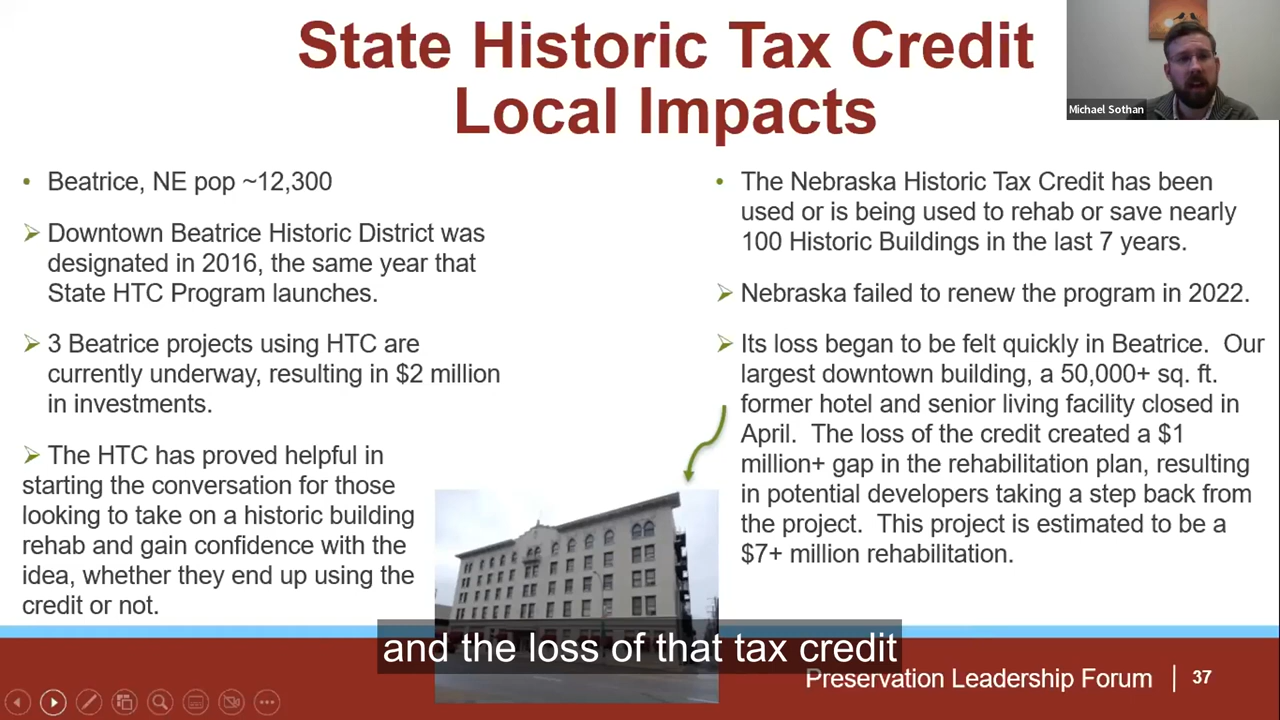 State Historic Tax Credit
Local Impacts
Michael Sothan
• Beatrice, NE pop ~12,300
➢ Downtown Beatrice Historic District was
designated in 2016, the same year that
State HTC Program launches.
➢ 3 Beatrice projects using HTC are
currently underway, resulting in $2 million
in investments.
➢ The HTC has proved helpful in
starting the conversation for those
looking to take on a historic building
rehab and gain confidence with the
idea, whether they end up using the
credit or not.
• The Nebraska Historic Tax Credit has been
used or is being used to rehab or save nearly
100 Historic Buildings in the last 7 years.
➢ Nebraska failed to renew the program in 2022.
➢ Its loss began to be felt quickly in Beatrice.  Our
largest downtown building, a 50,000+ sq. ft.
former hotel and senior living facility closed in
April.  The loss of the credit created a $1
million+ gap in the rehabilitation plan, resulting
in potential developers taking a step back from
the project.  This project is estimated to be a
$7+ million rehabilitation.
and the loss of that tax credit
Preservation Leadership Forum | 37